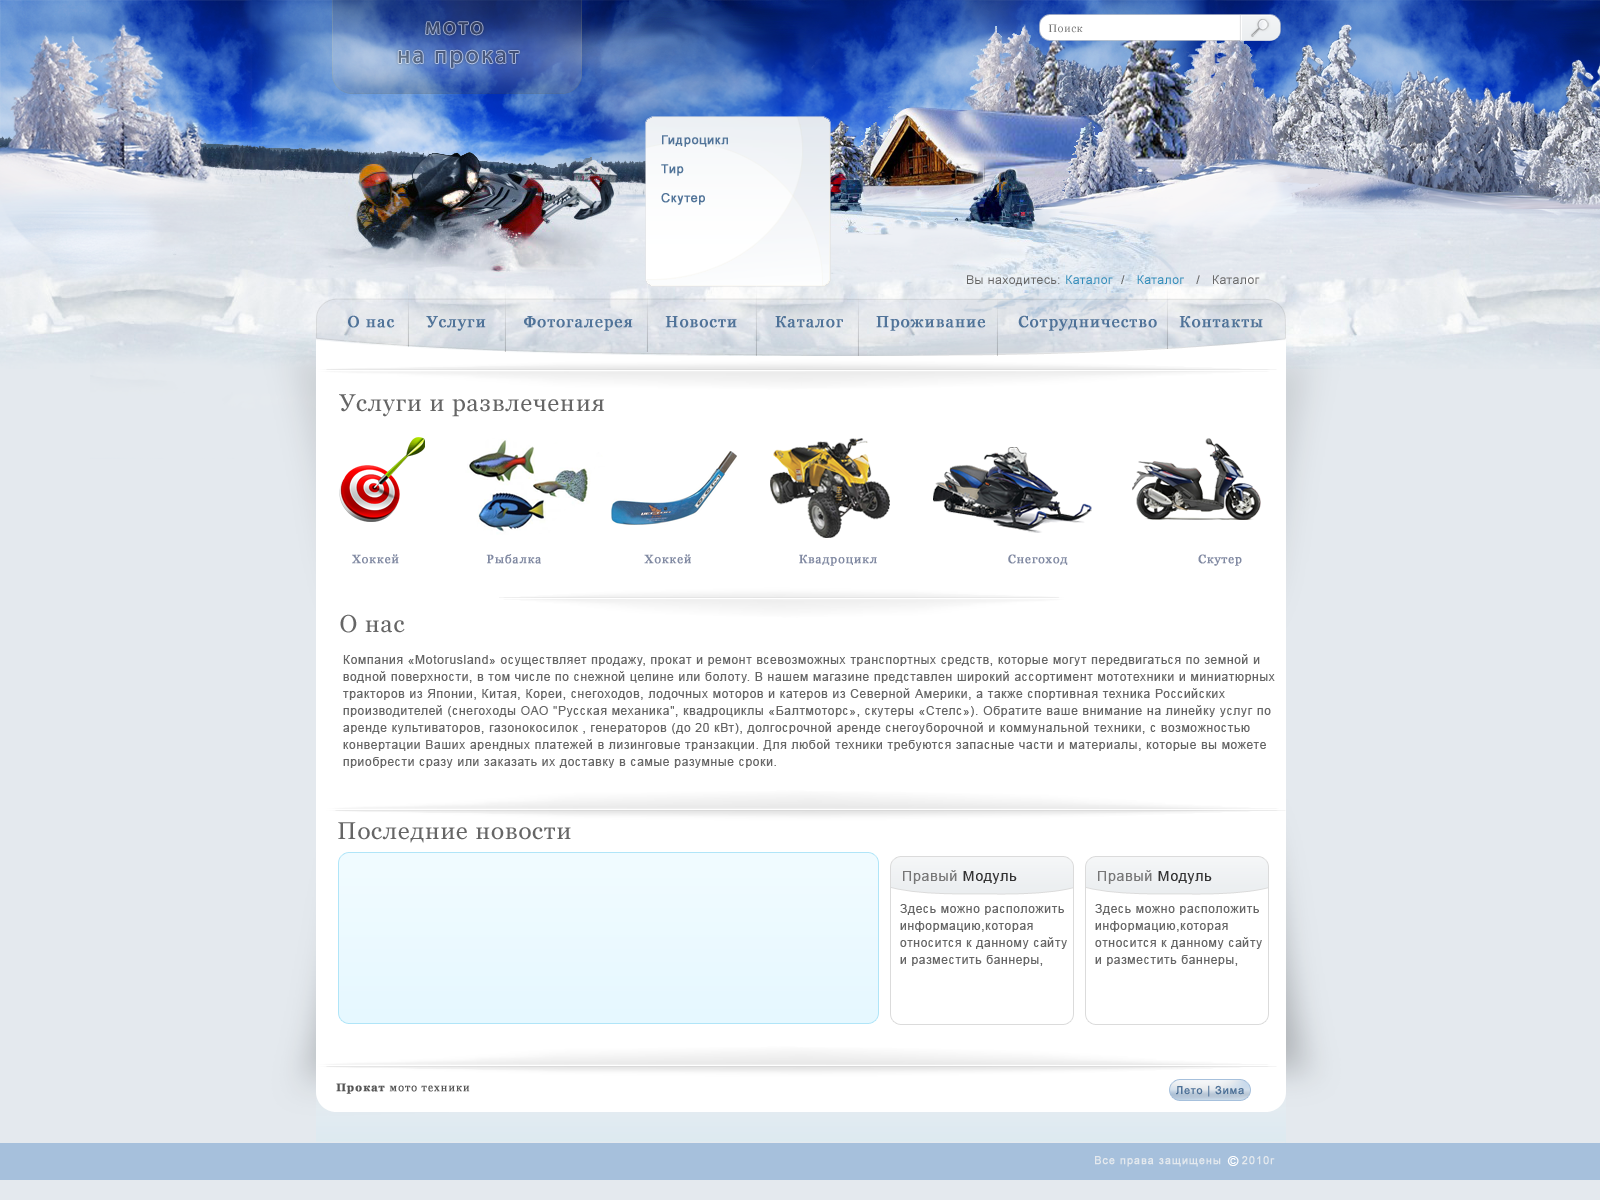 мото
на прокат
Поиск
Гидроцикл
Тир
Скутер
Вы находитесь: Каталог / Каталог / Каталог
О нас Услуги Фотогалерея Новости Каталог Проживание Сотрудничество Контакты
Услуги и развлечения
Хоккей Рыбалка Хоккей Квадроцикл Снегоход Скутер
О нас
Компания «Motorusland» осуществляет продажу, прокат и ремонт всевозможных транспортных средств, которые могут передвигаться по земной и
водной поверхности, в том числе по снежной целине или болоту. В нашем магазине представлен широкий ассортимент мототехники и миниатюрных
тракторов из Японии, Китая, Кореи, снегоходов, лодочных моторов и катеров из Северной Америки, а также спортивная техника Российских
производителей (снегоходы ОАО "Русская механика", квадроциклы «Балтмоторс», скутеры «Стелс»). Обратите ваше внимание на линейку услуг по
аренде культиваторов, газонокосилок , генераторов (до 20 кВт), долгосрочной аренде снегоуборочной и коммунальной техники, с возможностью
конвертации Ваших арендных платежей в лизинговые транзакции. Для любой техники требуются запасные части и материалы, которые вы можете
приобрести сразу или заказать их доставку в самые разумные сроки.
Последние новости
Правый Модуль
Здесь можно расположить
информацию,которая
относится к данному сайту
и разместить баннеры,
Правый Модуль
Здесь можно расположить
информацию,которая
относится к данному сайту
и разместить баннеры,
Прокат мото техники
Лето | Зима
Все права защищены © 2010г